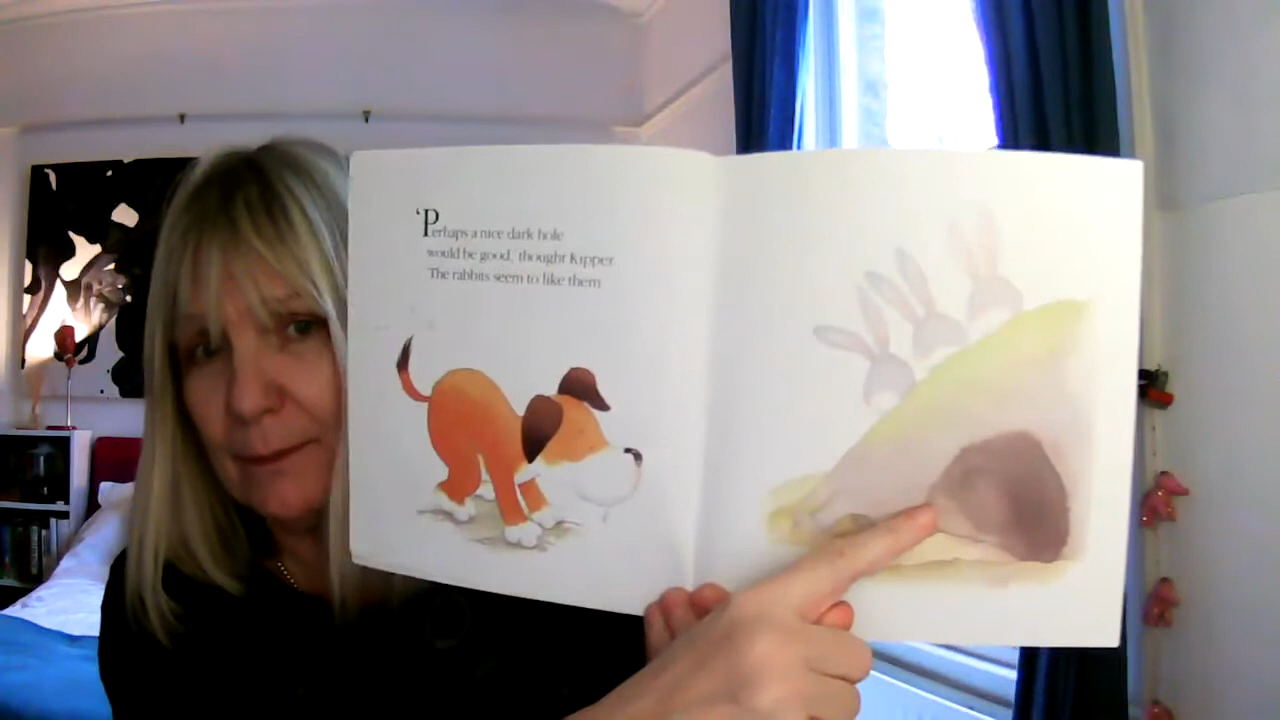 'Perhaps a nice dark hole
would be good, thought Kipper
The rabbits seem to like them